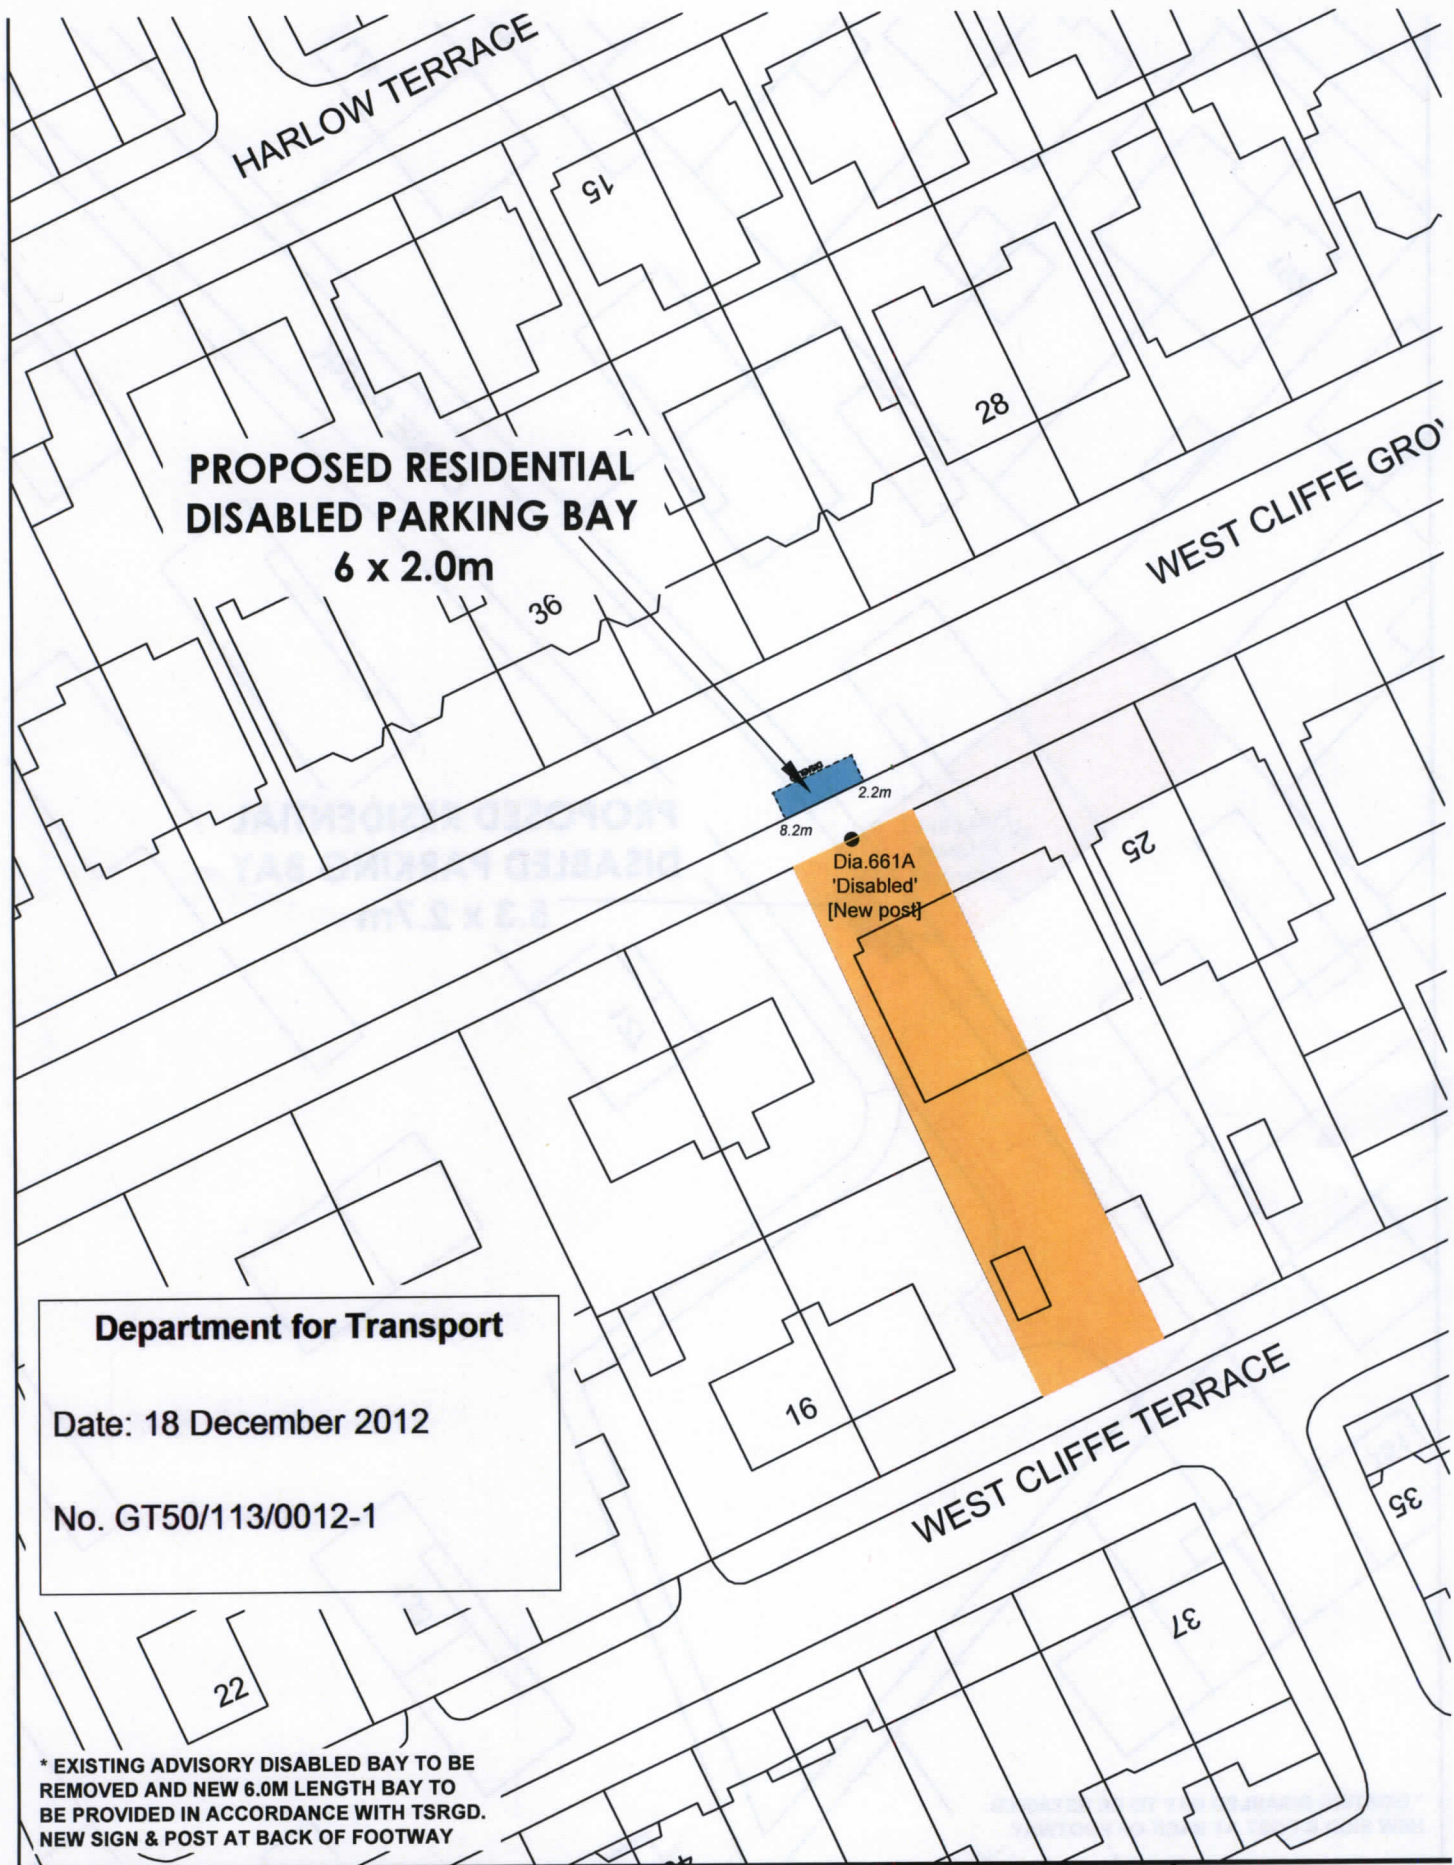 HARLOW TERRACE
15
28
WEST CLIFFE GRO
PROPOSED RESIDENTIAL
DISABLED PARKING BAY
6 x 2.0m
36
2.2m
8.2m
Dia.661A
'Disabled'
[New post]
25
16
WEST CLIFFE TERRACE
35
37
Department for Transport
Date: 18 December 2012
No. GT50/113/0012-1
22
* EXISTING ADVISORY DISABLED BAY TO BE
REMOVED AND NEW 6.0M LENGTH BAY TO
BE PROVIDED IN ACCORDANCE WITH TSRGD.
NEW SIGN & POST AT BACK OF FOOTWAY